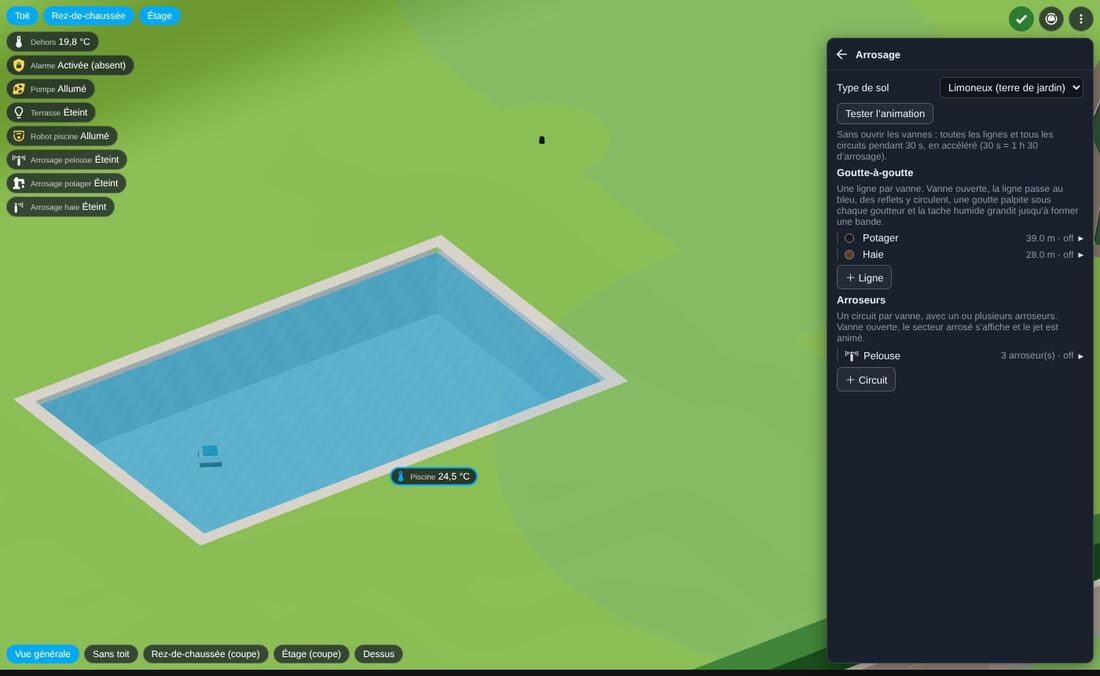 Toit
Rez-de-chaussée
Étage
Dehors 19,8 °C
Alarme Activée (absent)
Pompe Allumé
Terrasse Éteint
Robot piscine Allumé
Arrosage pelouse Éteint
Arrosage potager Éteint
Arrosage haie Éteint
Piscine 24,5 °C
Vue générale
Sans toit
Rez-de-chaussée (coupe)
Étage (coupe)
Dessus
Arrosage
Type de sol
Limoneux (terre de jardin)
Tester l'animation
Sans ouvrir les vannes : toutes les lignes et tous les
circuits pendant 30 s, en accéléré (30 s = 1 h 30
d'arrosage).
Goutte-à-goutte
Une ligne par vanne. Vanne ouverte, la ligne passe au
bleu, des reflets y circulent, une goutte palpite sous
chaque goutteur et la tache humide grandit jusqu'à former
une bande.
Potager 39.0 m · off ▸
Haie 28.0 m · off ▸
+ Ligne
Arroseurs
Un circuit par vanne, avec un ou plusieurs arroseurs.
Vanne ouverte, le secteur arrosé s'affiche et le jet est
animé.
Pelouse 3 arroseur(s) · off ▸
+ Circuit